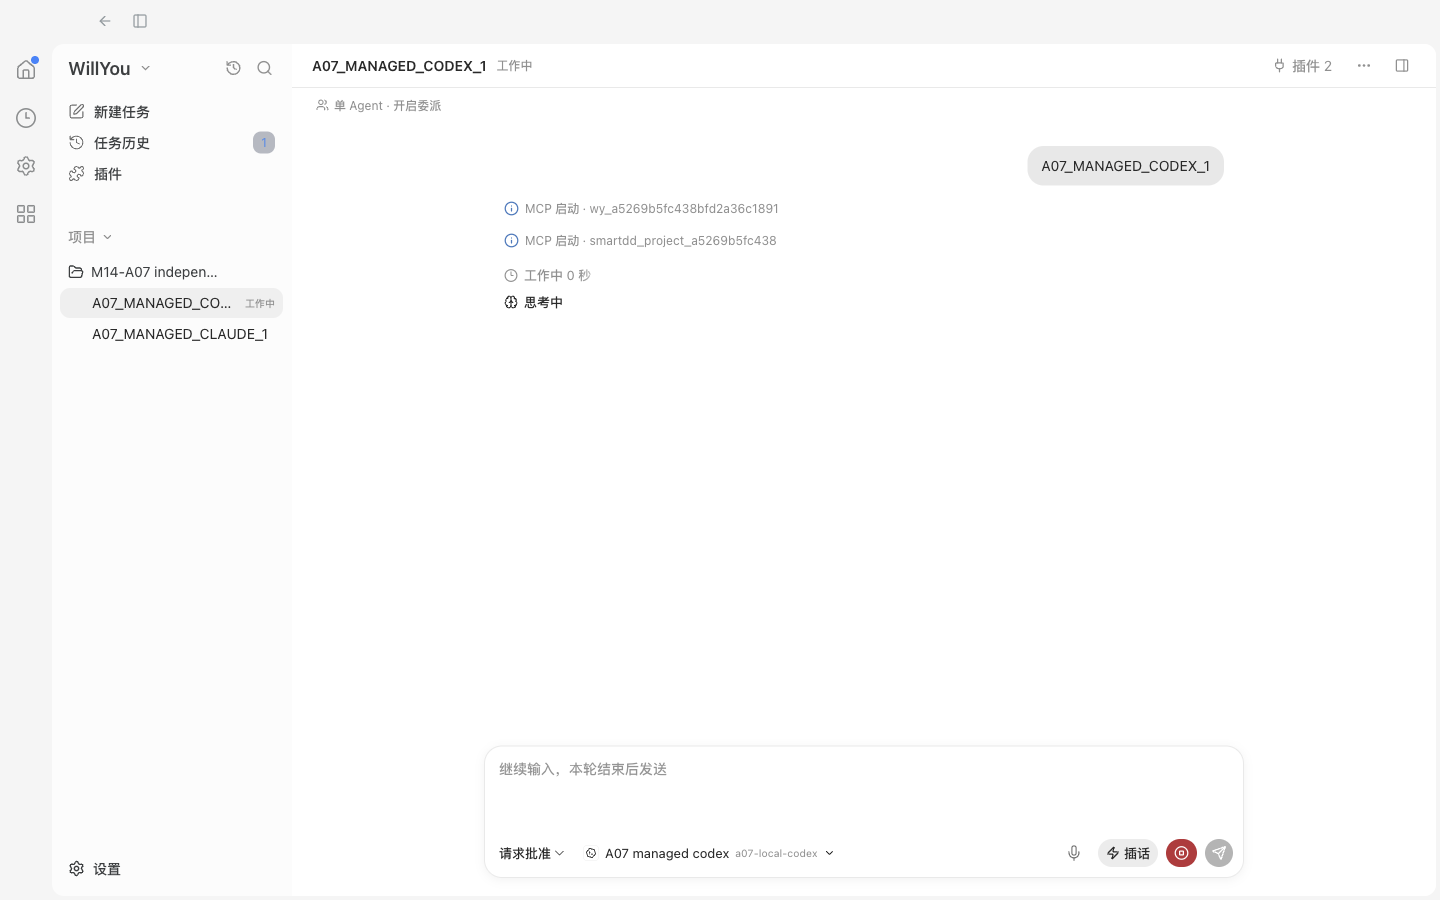 WillYou
新建任务
任务历史 1
插件
项目
M14-A07 indepen...
A07_MANAGED_CO... 工作中
A07_MANAGED_CLAUDE_1
设置
A07_MANAGED_CODEX_1 工作中
插件 2
单 Agent · 开启委派
A07_MANAGED_CODEX_1
MCP 启动 · wy_a5269b5fc438bfd2a36c1891
MCP 启动 · smartdd_project_a5269b5fc438
工作中 0 秒
思考中
继续输入，本轮结束后发送
请求批准 A07 managed codex a07-local-codex 插话